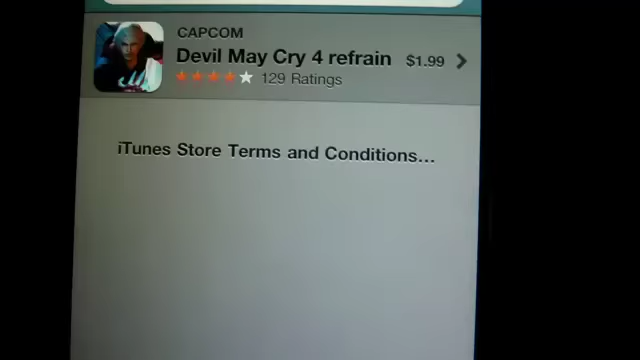 CAPCOM
Devil May Cry 4 refrain $1.99
129 Ratings
iTunes Store Terms and Conditions...